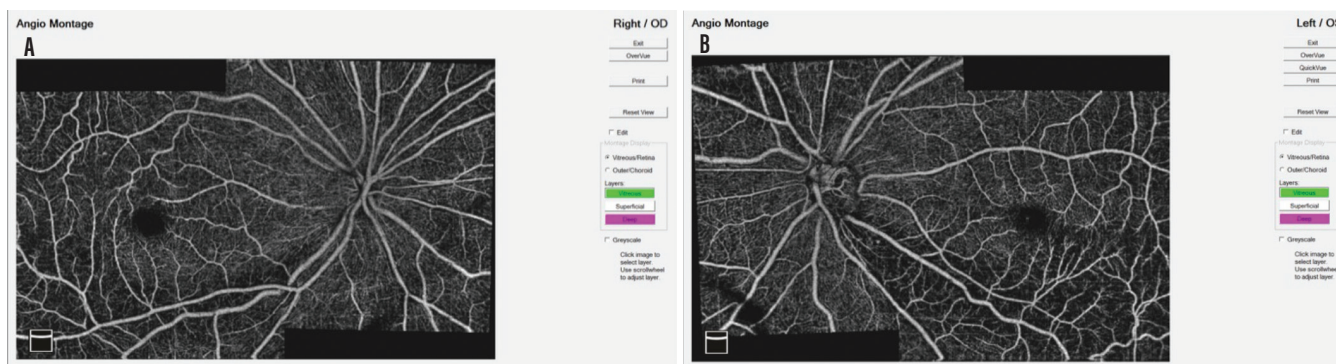 Angio Montage
Right / OD
A
Exit
OverVue
Print
Reset View
Edit
Montage Display
Vitreous/Retina
Outer/Choroid
Layers:
Vitreous
Superficial
Deep
Greyscale
Click image to
select layer.
Use scrollwheel
to adjust layer.
Angio Montage
Left / OS
B
Exit
OverVue
QuickVue
Print
Reset View
Edit
Montage Display
Vitreous/Retina
Outer/Choroid
Layers:
Vitreous
Superficial
Deep
Greyscale
Click image to
select layer.
Use scrollwheel
to adjust layer.